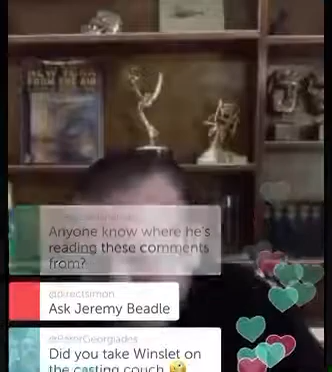 Anyone know where he's
reading these comments
from?
@Directsimon
Ask Jeremy Beadle
Did you take Winslet on
the casting couch 🤔